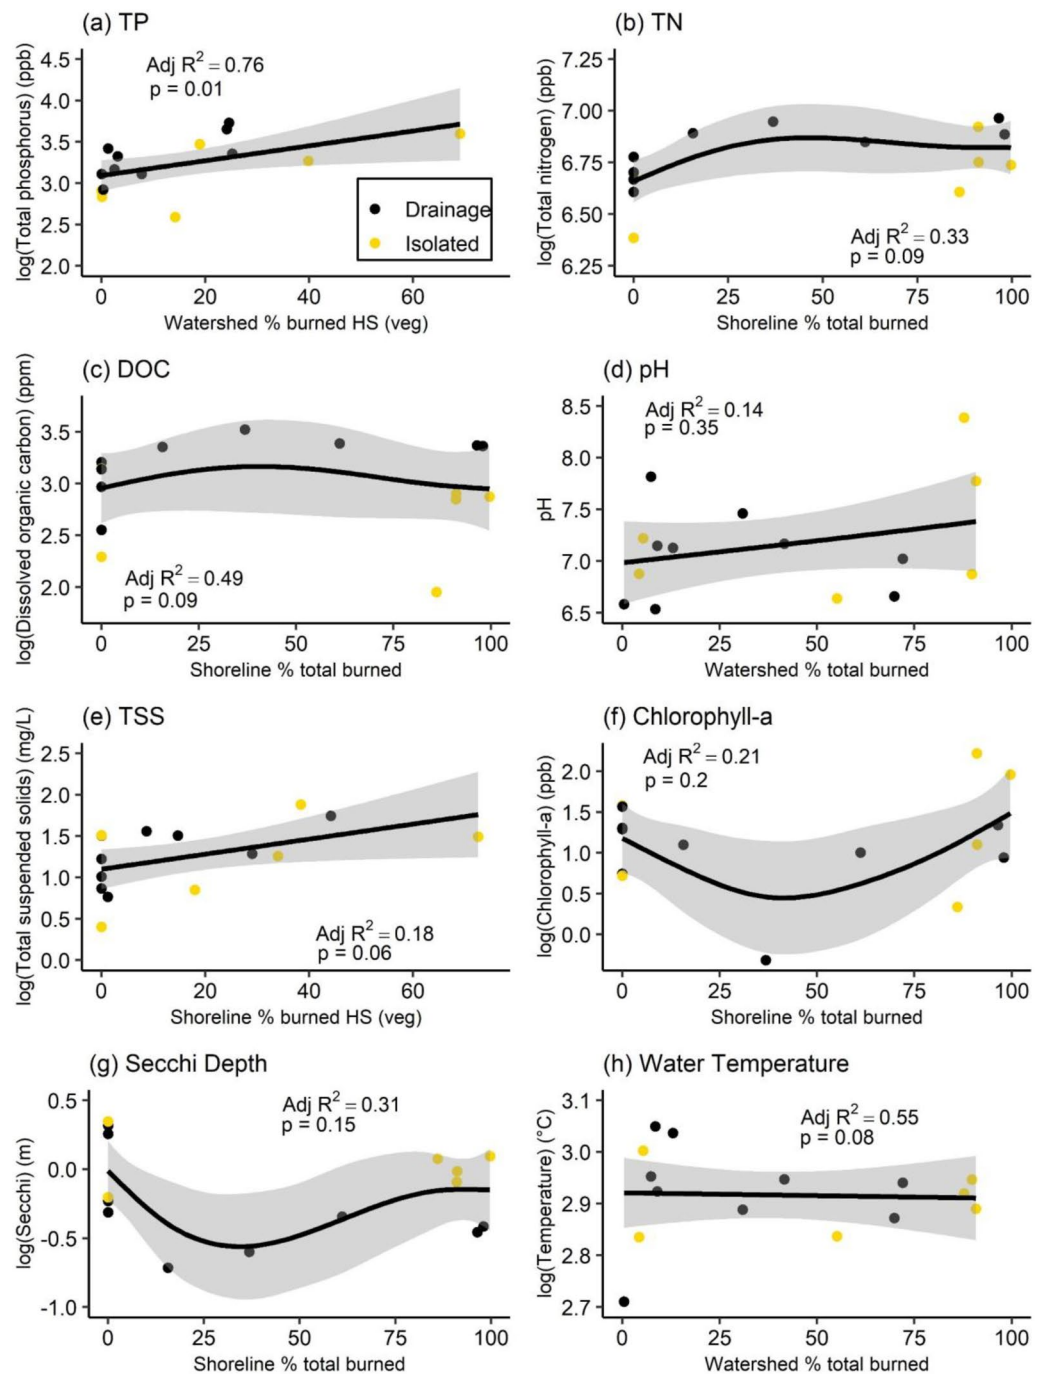 (a) TP
log(Total phosphorus) (ppb)
4.5
4.0
3.5
3.0
2.5
2.0
Adj R² = 0.76
p = 0.01
Drainage
Isolated
0 20 40 60
Watershed % burned HS (veg)
(b) TN
log(Total nitrogen) (ppb)
7.25
7.00
6.75
6.50
6.25
Adj R² = 0.33
p = 0.09
0 25 50 75 100
Shoreline % total burned
(c) DOC
log(Dissolved organic carbon) (ppm)
3.5
3.0
2.5
2.0
Adj R² = 0.49
p = 0.09
0 25 50 75 100
Shoreline % total burned
(d) pH
pH
8.5
8.0
7.5
7.0
6.5
Adj R² = 0.14
p = 0.35
0 25 50 75 100
Watershed % total burned
(e) TSS
log(Total suspended solids) (mg/L)
2.5
2.0
1.5
1.0
0.5
0.0
Adj R² = 0.18
p = 0.06
0 20 40 60
Shoreline % burned HS (veg)
(f) Chlorophyll-a
log(Chlorophyll-a) (ppb)
2.0
1.5
1.0
0.5
0.0
Adj R² = 0.21
p = 0.2
0 25 50 75 100
Shoreline % total burned
(g) Secchi Depth
log(Secchi) (m)
0.5
0.0
-0.5
-1.0
Adj R² = 0.31
p = 0.15
0 25 50 75 100
Shoreline % total burned
(h) Water Temperature
log(Temperature) (°C)
3.1
3.0
2.9
2.8
2.7
Adj R² = 0.55
p = 0.08
0 25 50 75 100
Watershed % total burned